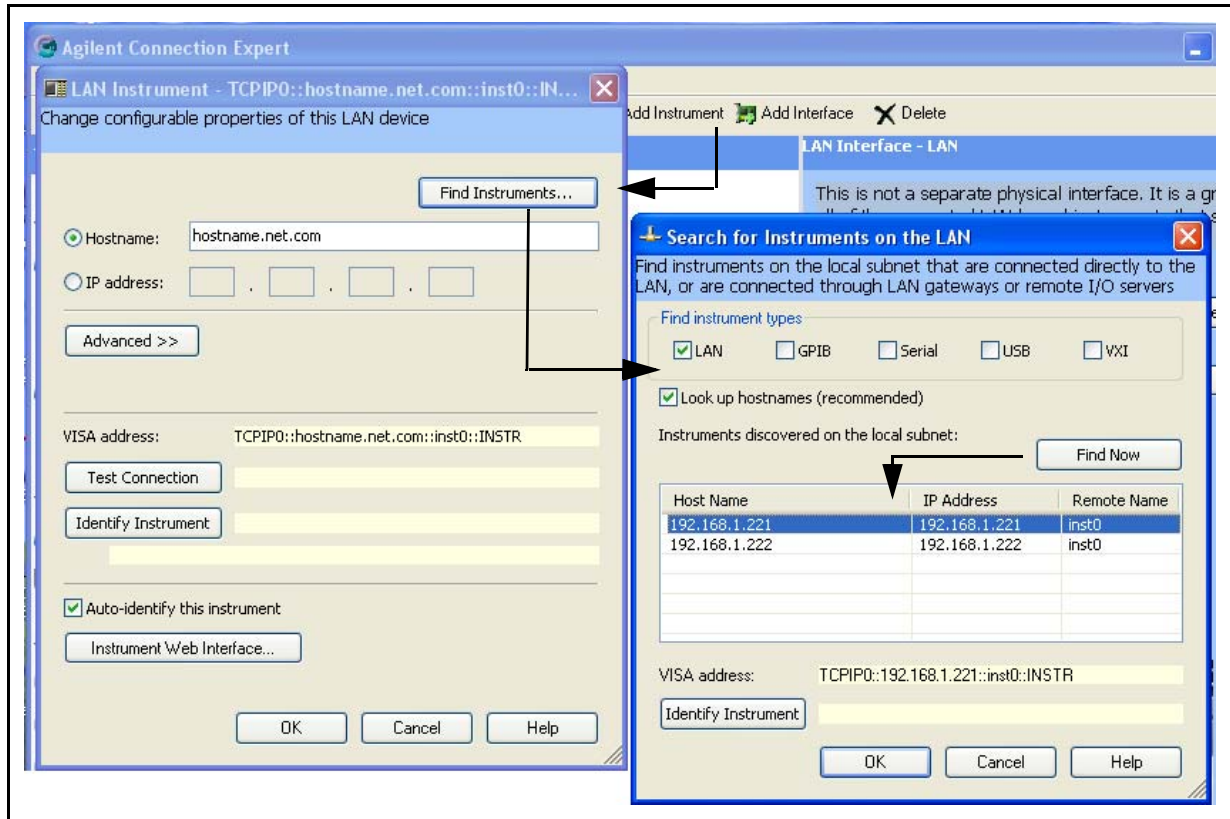 Agilent Connection Expert
LAN Instrument - TCPIP0::hostname.net.com::inst0::IN...
Change configurable properties of this LAN device
Find Instruments...
Hostname: hostname.net.com
IP address: . . .
Advanced >>
VISA address: TCPIP0::hostname.net.com::inst0::INSTR
Test Connection
Identify Instrument
Auto-identify this instrument
Instrument Web Interface...
OK Cancel Help
Add Instrument Add Interface Delete
LAN Interface - LAN
This is not a separate physical interface. It is a gr
Search for Instruments on the LAN
Find instruments on the local subnet that are connected directly to the
LAN, or are connected through LAN gateways or remote I/O servers
Find instrument types
LAN GPIB Serial USB VXI
Look up hostnames (recommended)
Instruments discovered on the local subnet:
Find Now
Host Name IP Address Remote Name
192.168.1.221 192.168.1.221 inst0
192.168.1.222 192.168.1.222 inst0
VISA address: TCPIP0::192.168.1.221::inst0::INSTR
Identify Instrument
OK Cancel Help